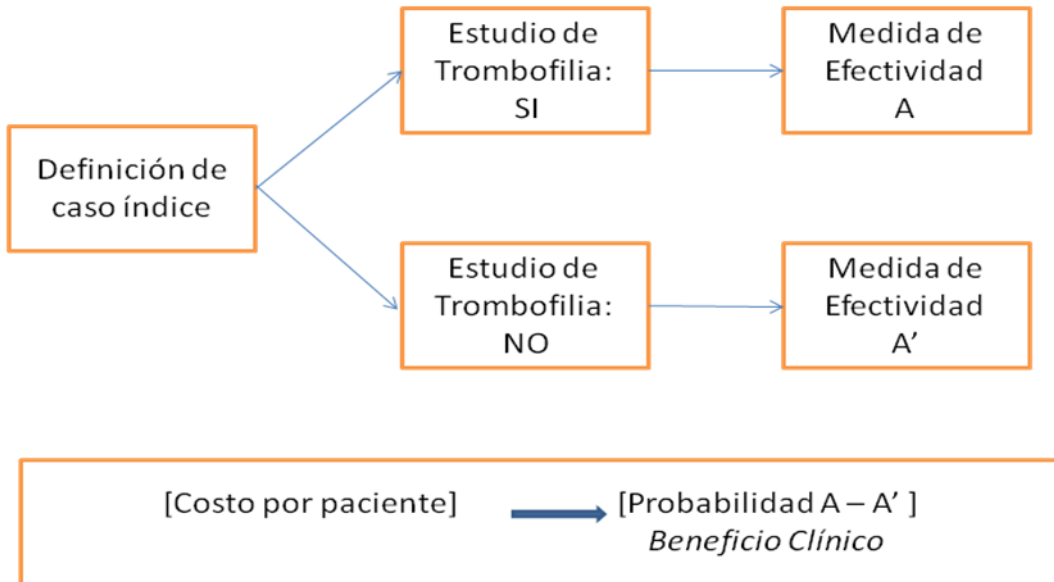 Definición de
caso índice
Estudio de
Trombofilia:
SI
Medida de
Efectividad
A
Estudio de
Trombofilia:
NO
Medida de
Efectividad
A’
[Costo por paciente]
[Probabilidad A – A’ ]
Beneficio Clínico